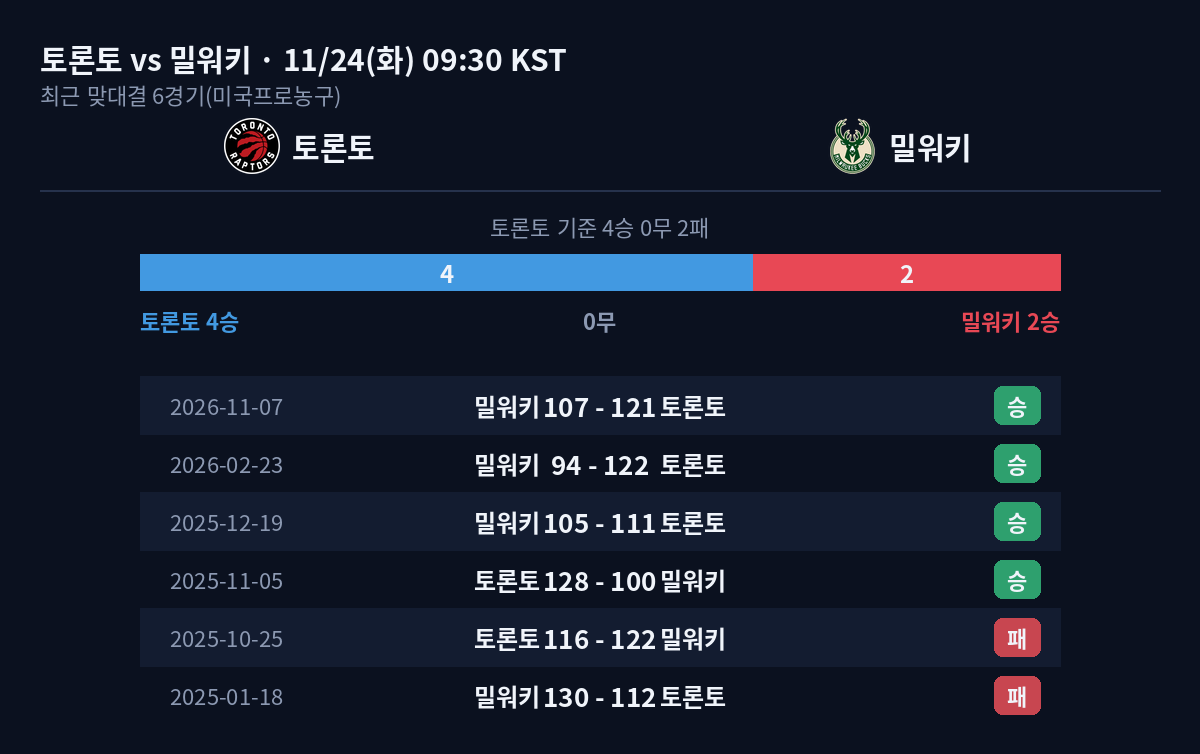 토론토 vs 밀워키 · 11/24(화) 09:30 KST
최근 맞대결 6경기(미국프로농구)
TORONTO RAPTORS 토론토
밀워키
토론토 기준 4승 0무 2패
4 2
토론토 4승 0무 밀워키 2승
2026-11-07 밀워키 107 - 121 토론토 승
2026-02-23 밀워키 94 - 122 토론토 승
2025-12-19 밀워키 105 - 111 토론토 승
2025-11-05 토론토 128 - 100 밀워키 승
2025-10-25 토론토 116 - 122 밀워키 패
2025-01-18 밀워키 130 - 112 토론토 패